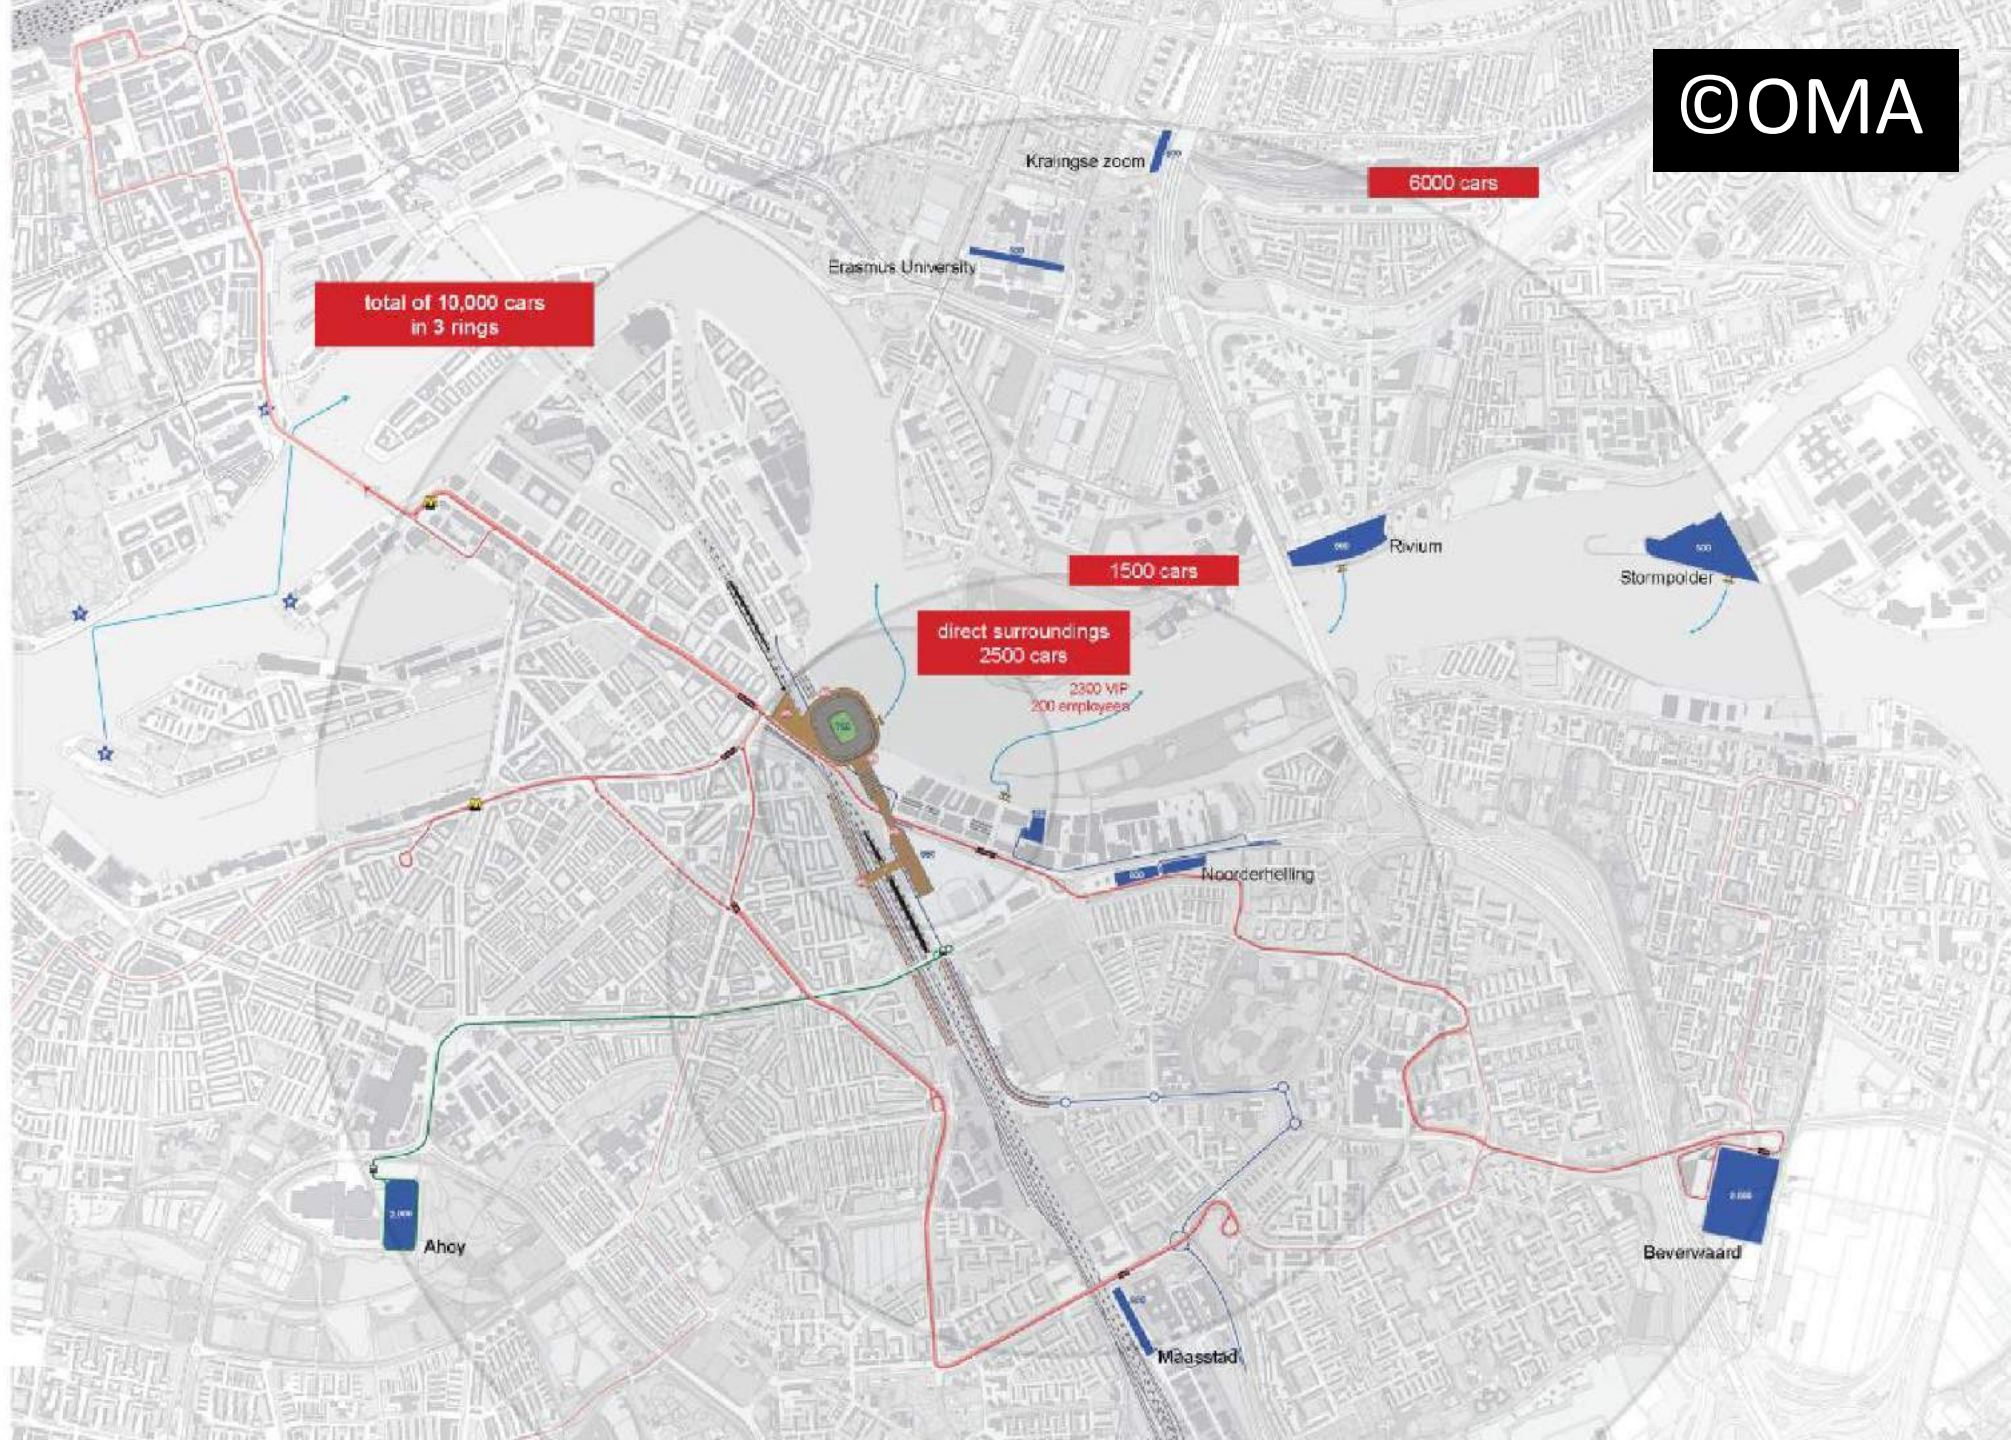 ©OMA
Kralingse zoom
6000 cars
Erasmus University
total of 10,000 cars
in 3 rings
Rivium
1500 cars
Stormpolder
direct surroundings
2500 cars
2300 VIP
200 employees
Noorderhelling
Ahoy
Beverwaard
Maasstad